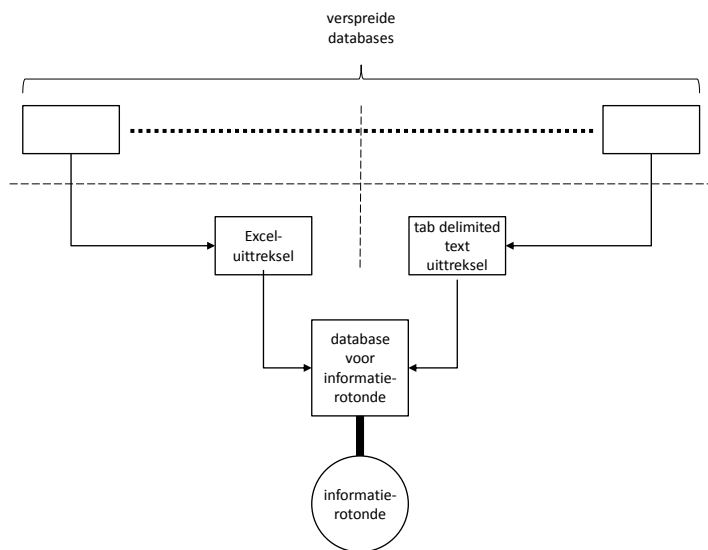 verspreide
databases
Excel-
uittreksel
tab delimited
text
uittreksel
database
voor
informatie-
rotonde
informatie-
rotonde